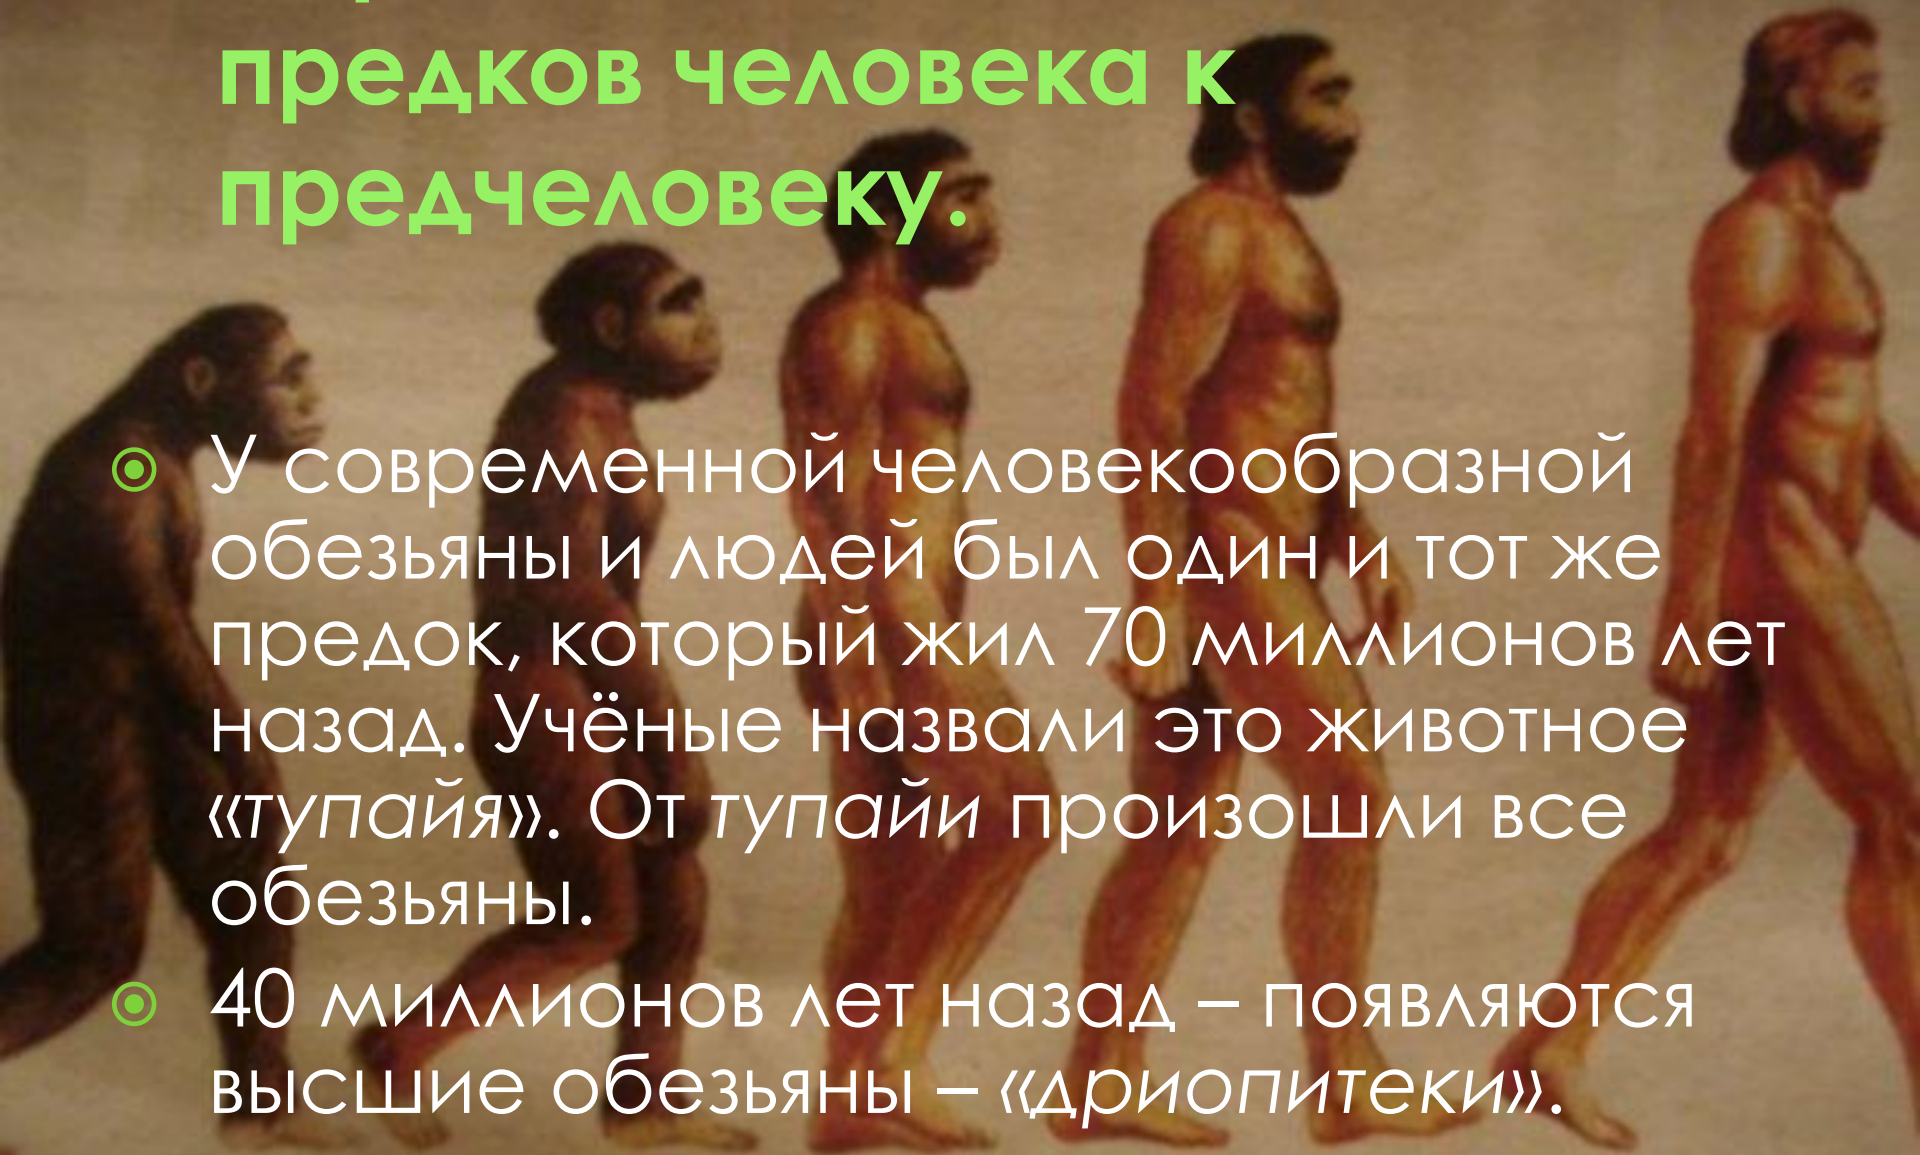 предков человека к
предчеловеку.
У современной человекообразной
обезьяны и людей был один и тот же
предок, который жил 70 миллионов лет
назад. Учёные назвали это животное
«тупайя». От тупайи произошли все
обезьяны.
40 миллионов лет назад – появляются
высшие обезьяны – «дриопитеки».